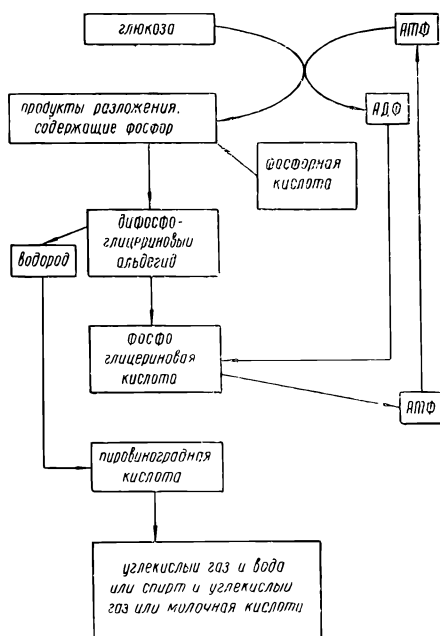 глюкоза
АТФ
продукты разложения,
содержащие фосфор
АДФ
фосфорная
кислота
дифосфо-
глицериновый
альдегид
водород
фосфо
глицериновая
кислота
АТФ
пировиноградная
кислота
углекислый газ и вода
или спирт и углекислый
газ или молочная кислота